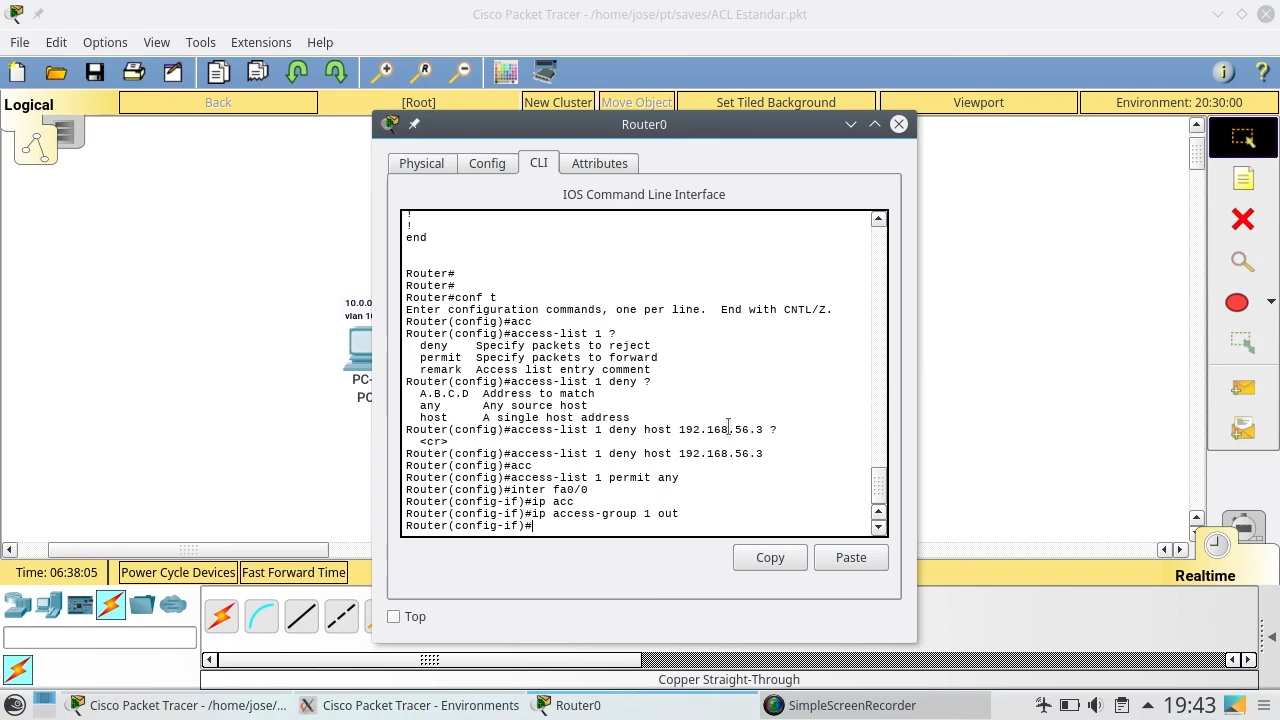 Cisco Packet Tracer - /home/jose/pt/saves/ACL Estandar.pkt
File Edit Options View Tools Extensions Help
Logical
Back
[Root]
New Cluster
Move Object
Set Tiled Background
Viewport
Environment: 20:30:00
Router0
Physical
Config
CLI
Attributes
IOS Command Line Interface
!
!
end
Router#
Router#
Router#conf t
Enter configuration commands, one per line.  End with CNTL/Z.
Router(config)#acc
Router(config)#access-list 1 ?
  deny    Specify packets to reject
  permit  Specify packets to forward
  remark  Access list entry comment
Router(config)#access-list 1 deny ?
  A.B.C.D  Address to match
  any      Any source host
  host     A single host address
Router(config)#access-list 1 deny host 192.168.56.3 ?
  <cr>
Router(config)#access-list 1 deny host 192.168.56.3
Router(config)#acc
Router(config)#access-list 1 permit any
Router(config)#inter fa0/0
Router(config-if)#ip acc
Router(config-if)#ip access-group 1 out
Router(config-if)#
Copy
Paste
Top
10.0.0
vlan 10
PC-
PC
Time: 06:38:05
Power Cycle Devices
Fast Forward Time
Realtime
Copper Straight-Through
Cisco Packet Tracer - /home/jose/...
Cisco Packet Tracer - Environments
Router0
SimpleScreenRecorder
19:43